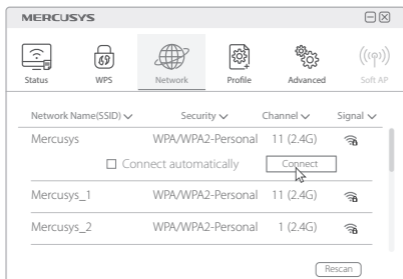 MERCUSYS
Status WPS Network Profile Advanced Soft AP
Network Name(SSID) Security Channel Signal
Mercusys WPA/WPA2-Personal 11 (2.4G)
Connect automatically Connect
Mercusys_1 WPA/WPA2-Personal 11 (2.4G)
Mercusys_2 WPA/WPA2-Personal 1 (2.4G)
Rescan